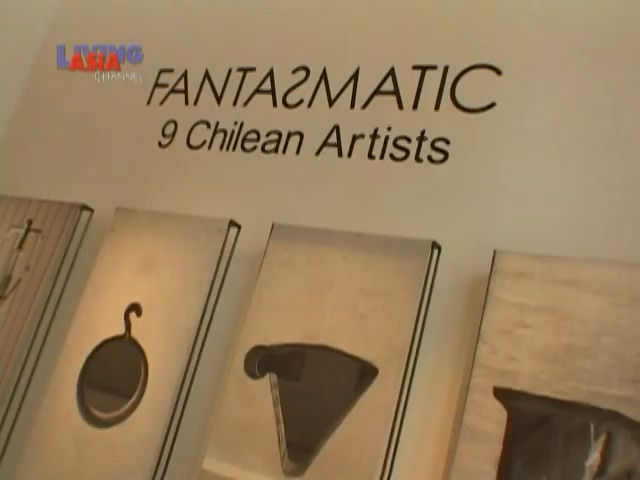 LIVING
ASIA
CHANNEL
FANTASMATIC
9 Chilean Artists